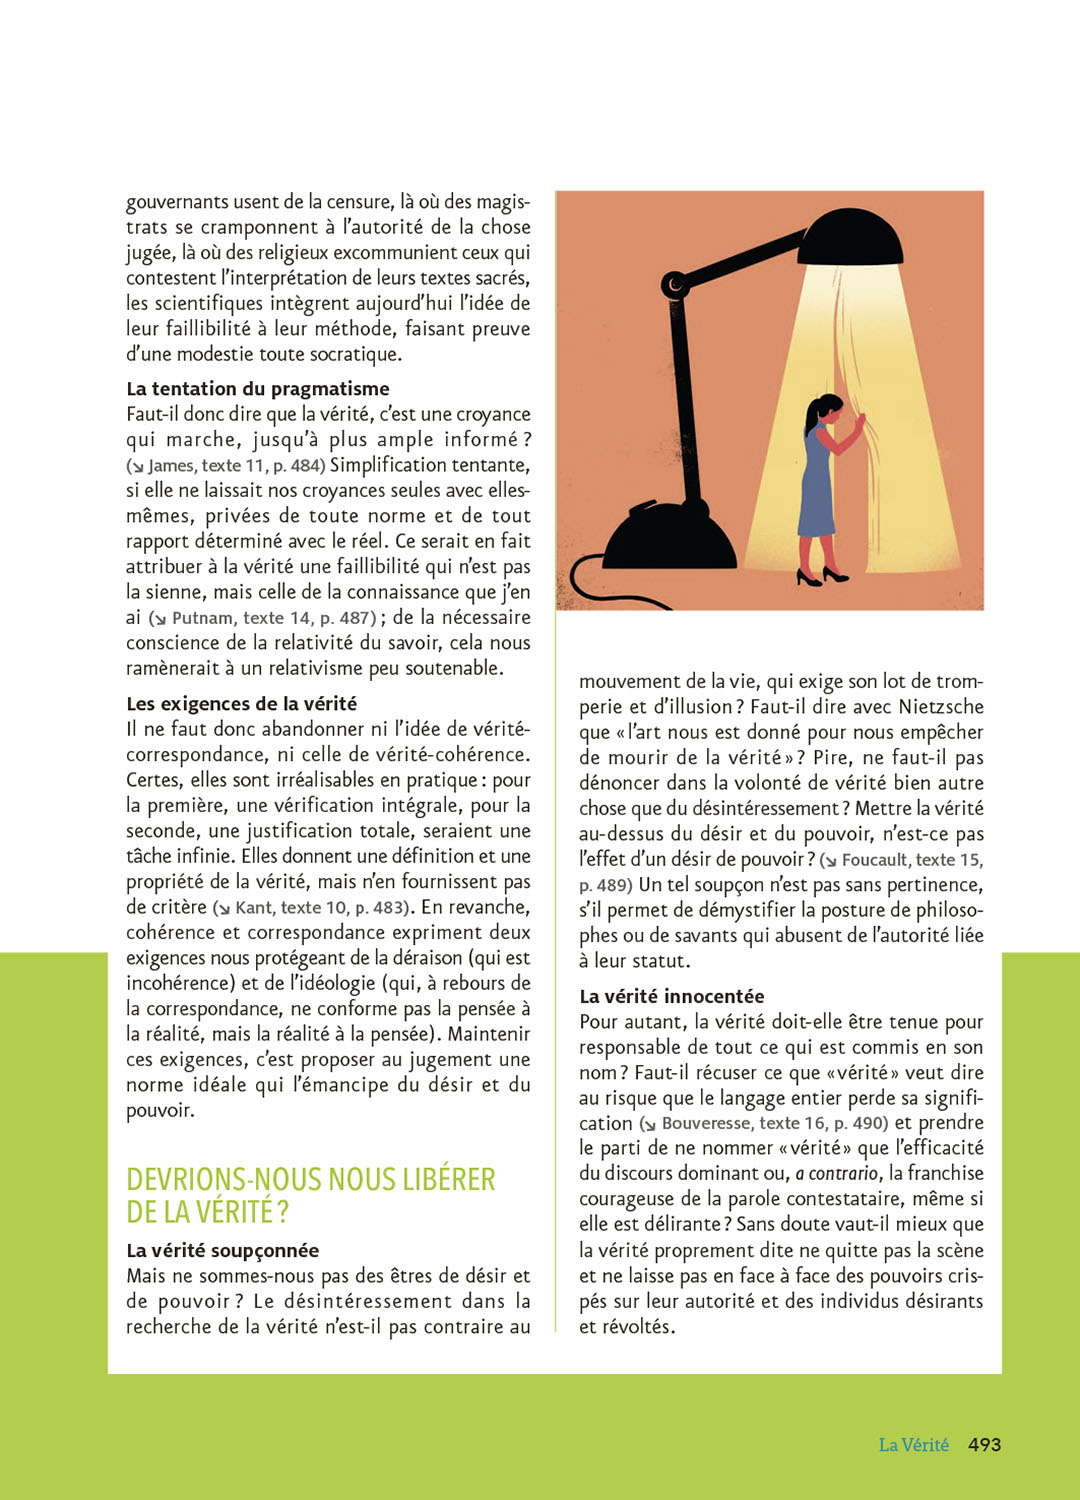 gouvernants usent de la censure, là où des magis-
trats se cramponnent à l’autorité de la chose
jugée, là où des religieux excommunient ceux qui
contestent l’interprétation de leurs textes sacrés,
les scientifiques intègrent aujourd’hui l’idée de
leur faillibilité à leur méthode, faisant preuve
d’une modestie toute socratique.
La tentation du pragmatisme
Faut-il donc dire que la vérité, c’est une croyance
qui marche, jusqu’à plus ample informé ?
(↘ James, texte 11, p. 484) Simplification tentante,
si elle ne laissait nos croyances seules avec elles-
mêmes, privées de toute norme et de tout
rapport déterminé avec le réel. Ce serait en fait
attribuer à la vérité une faillibilité qui n’est pas
la sienne, mais celle de la connaissance que j’en
ai (↘ Putnam, texte 14, p. 487) ; de la nécessaire
conscience de la relativité du savoir, cela nous
ramènerait à un relativisme peu soutenable.
Les exigences de la vérité
Il ne faut donc abandonner ni l’idée de vérité-
correspondance, ni celle de vérité-cohérence.
Certes, elles sont irréalisables en pratique : pour
la première, une vérification intégrale, pour la
seconde, une justification totale, seraient une
tâche infinie. Elles donnent une définition et une
propriété de la vérité, mais n’en fournissent pas
de critère (↘ Kant, texte 10, p. 483). En revanche,
cohérence et correspondance expriment deux
exigences nous protégeant de la déraison (qui est
incohérence) et de l’idéologie (qui, à rebours de
la correspondance, ne conforme pas la pensée à
la réalité, mais la réalité à la pensée). Maintenir
ces exigences, c’est proposer au jugement une
norme idéale qui l’émancipe du désir et du
pouvoir.
DEVRIONS-NOUS NOUS LIBÉRER
DE LA VÉRITÉ ?
La vérité soupçonnée
Mais ne sommes-nous pas des êtres de désir et
de pouvoir ? Le désintéressement dans la
recherche de la vérité n’est-il pas contraire au
mouvement de la vie, qui exige son lot de trom-
perie et d’illusion ? Faut-il dire avec Nietzsche
que « l’art nous est donné pour nous empêcher
de mourir de la vérité » ? Pire, ne faut-il pas
dénoncer dans la volonté de vérité bien autre
chose que du désintéressement ? Mettre la vérité
au-dessus du désir et du pouvoir, n’est-ce pas
l’effet d’un désir de pouvoir ? (↘ Foucault, texte 15,
p. 489) Un tel soupçon n’est pas sans pertinence,
s’il permet de démystifier la posture de philoso-
phes ou de savants qui abusent de l’autorité liée
à leur statut.
La vérité innocentée
Pour autant, la vérité doit-elle être tenue pour
responsable de tout ce qui est commis en son
nom ? Faut-il récuser ce que « vérité » veut dire
au risque que le langage entier perde sa signifi-
cation (↘ Bouveresse, texte 16, p. 490) et prendre
le parti de ne nommer « vérité » que l’efficacité
du discours dominant ou, a contrario, la franchise
courageuse de la parole contestataire, même si
elle est délirante ? Sans doute vaut-il mieux que
la vérité proprement dite ne quitte pas la scène
et ne laisse pas en face à face des pouvoirs cris-
pés sur leur autorité et des individus désirants
et révoltés.
La Vérité 493